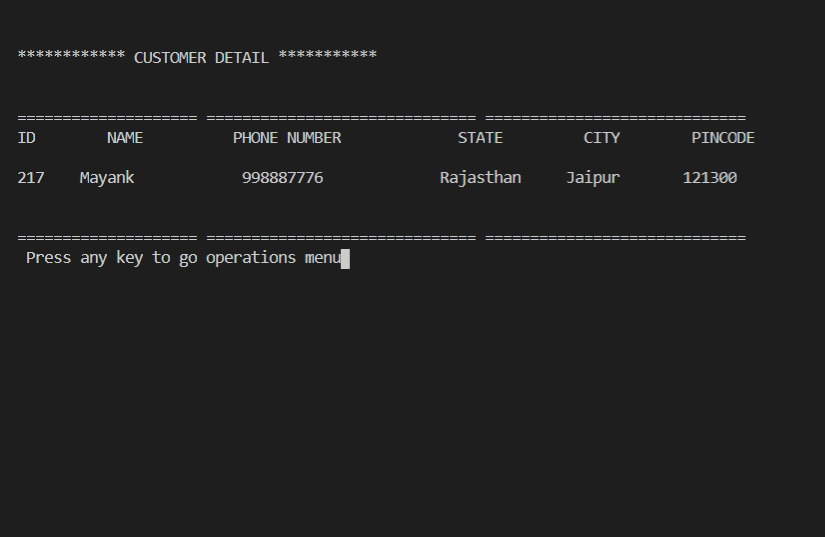 ************ CUSTOMER DETAIL ***********
==================== ============================== =============================
ID NAME PHONE NUMBER STATE CITY PINCODE
217 Mayank 998887776 Rajasthan Jaipur 121300
==================== ============================== =============================
Press any key to go operations menu